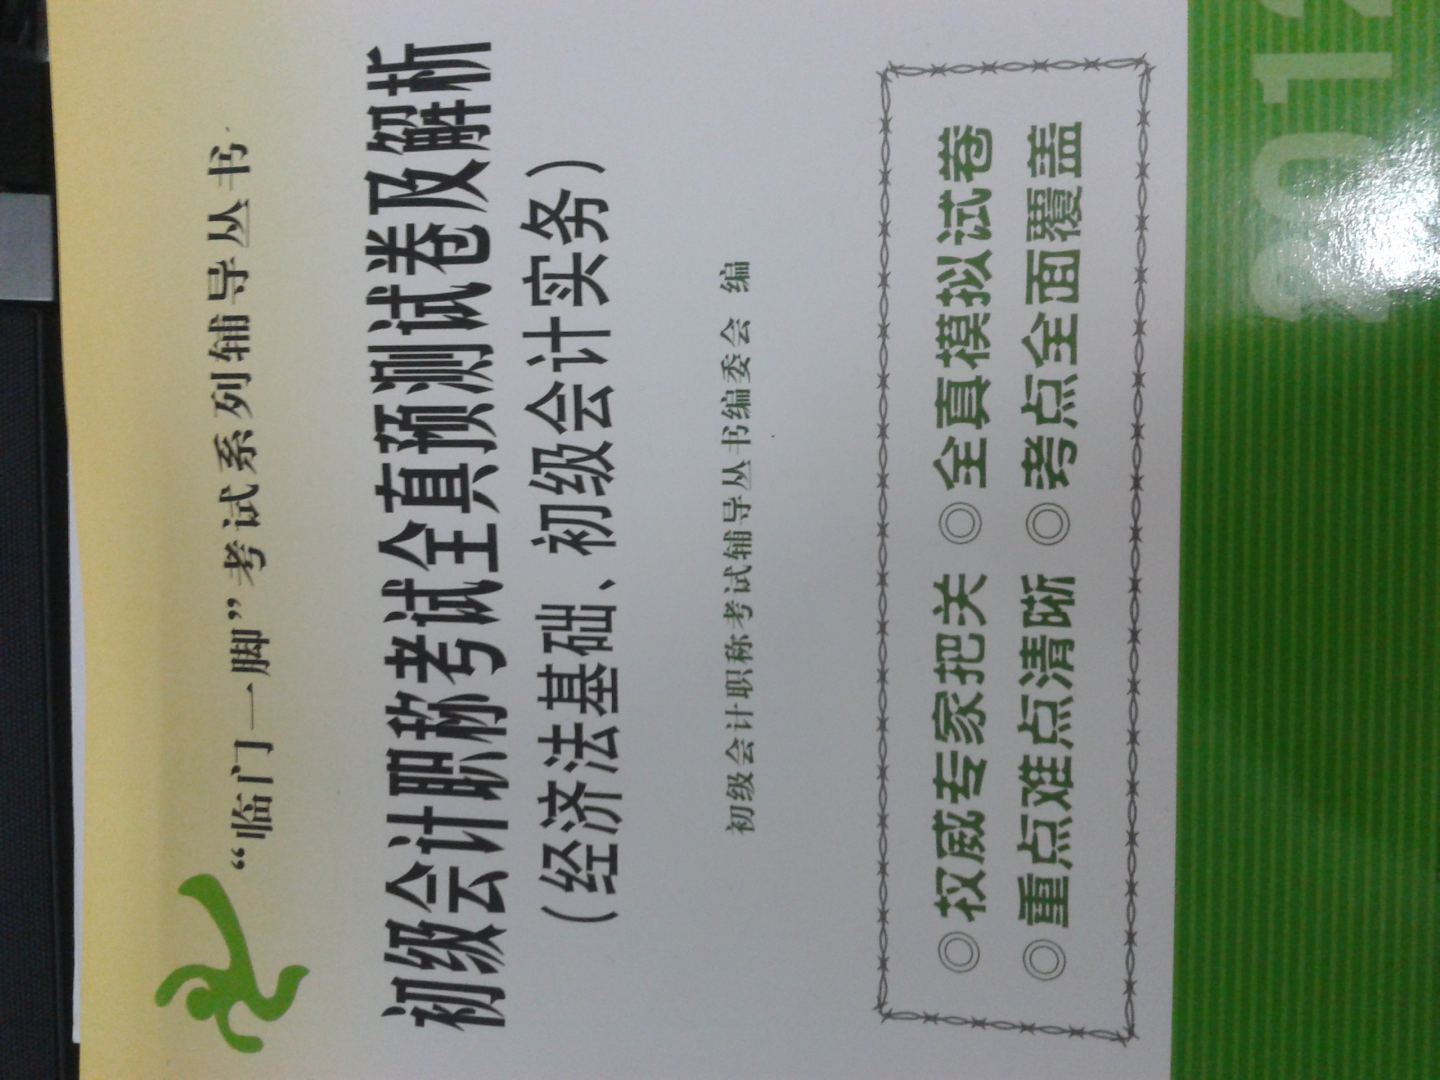 “临门一脚”考试系列辅导丛书
初级会计职称考试全真预测试卷及解析
（经济法基础、初级会计实务）
初级会计职称考试辅导丛书编委会 编
◎权威专家把关 ◎全真模拟试卷
◎重点难点清晰 ◎考点全面覆盖
2012